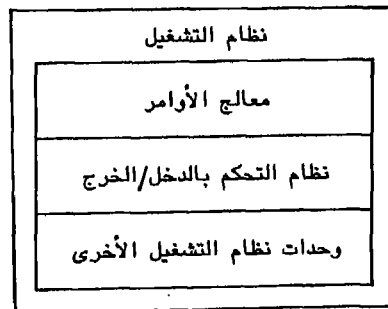 نظام التشغيل
معالج الأوامر
نظام التحكم بالدخل/الخرج
وحدات نظام التشغيل الأخرى